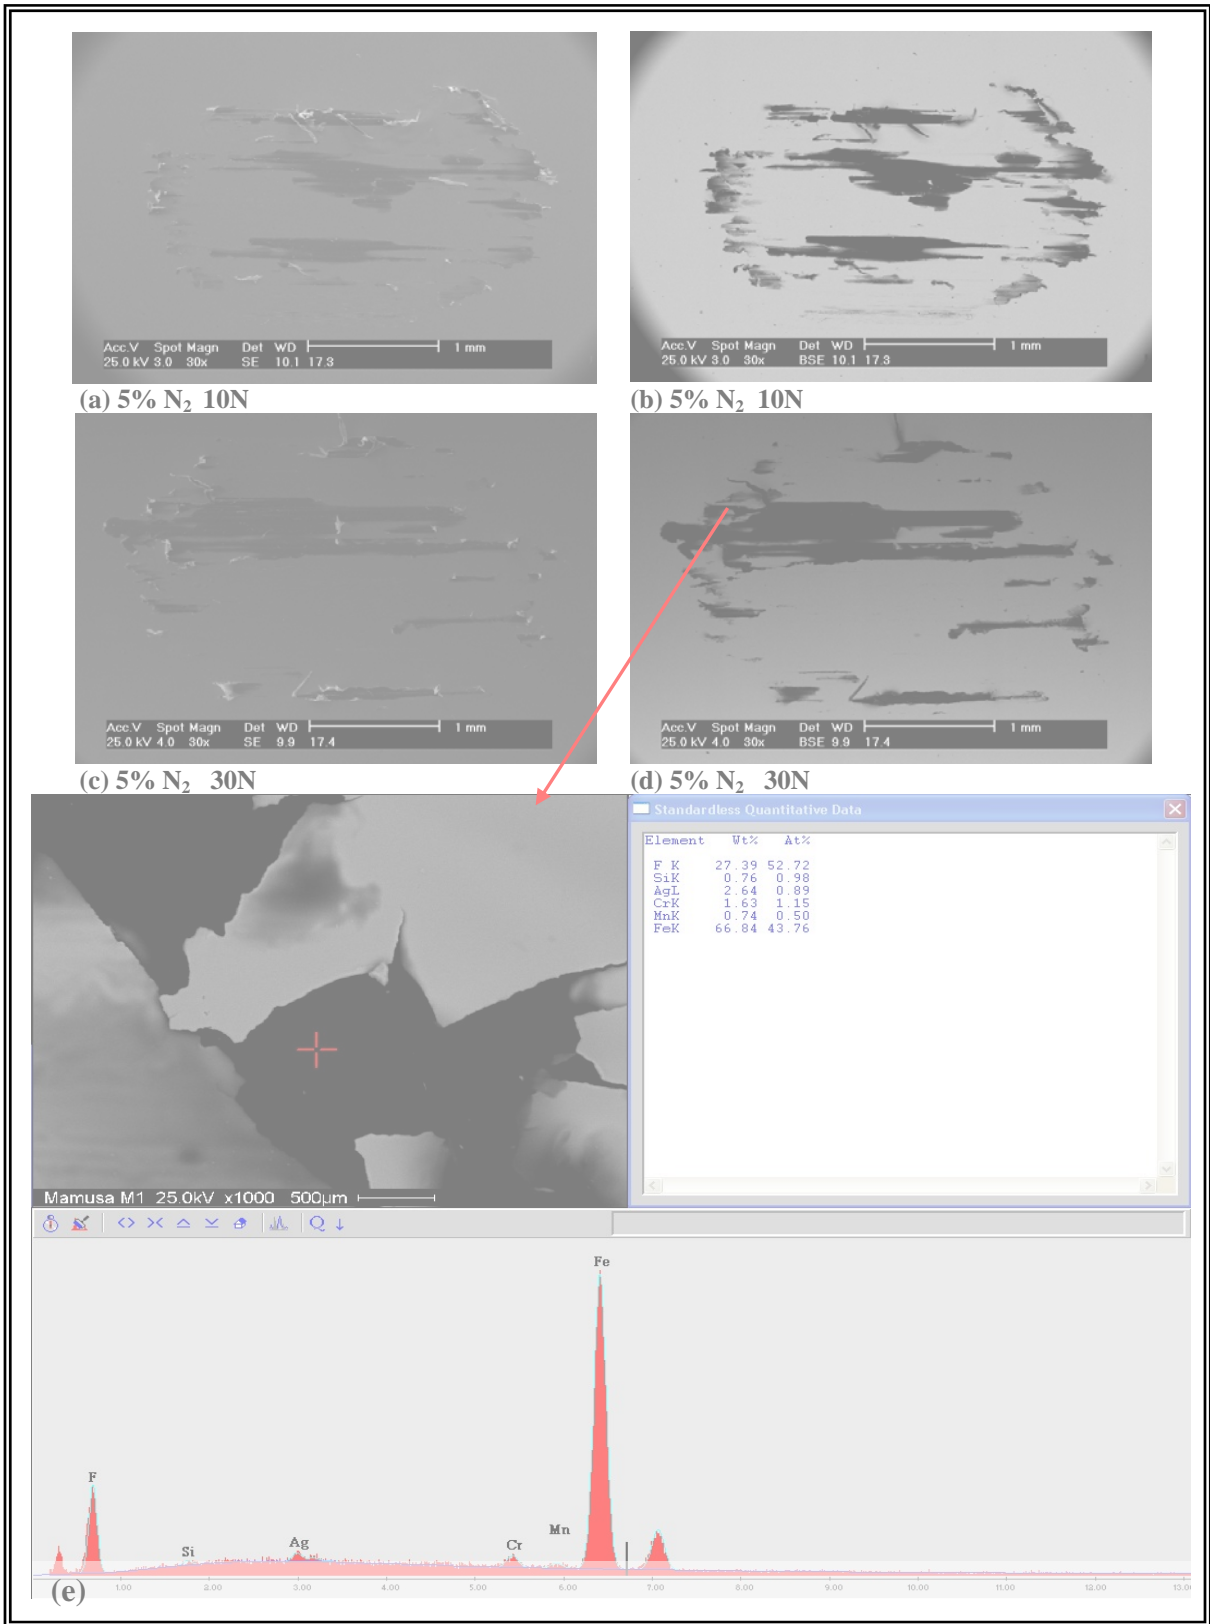 Acc.V Spot Magn Det WD 1 mm
25.0 kV 3.0 30x SE 10.1 17.3
Acc.V Spot Magn Det WD 1 mm
25.0 kV 3.0 30x BSE 10.1 17.3
(a) 5% N₂ 10N
(b) 5% N₂ 10N
Acc.V Spot Magn Det WD 1 mm
25.0 kV 4.0 30x SE 9.9 17.4
Acc.V Spot Magn Det WD 1 mm
25.0 kV 4.0 30x BSE 9.9 17.4
(c) 5% N₂ 30N
(d) 5% N₂ 30N
Standardless Quantitative Data
Element Wt% At%
F K 27.39 52.72
SiK 0.76 0.98
AgL 2.64 0.89
CrK 1.63 1.15
MnK 0.74 0.50
FeK 66.84 43.76
Mamusa M1 25.0kV x1000 500µm
Fe
F
Si
Ag
Cr
Mn
1.00 2.00 3.00 4.00 5.00 6.00 7.00 8.00 9.00 10.00 11.00 12.00 13.00
(e)